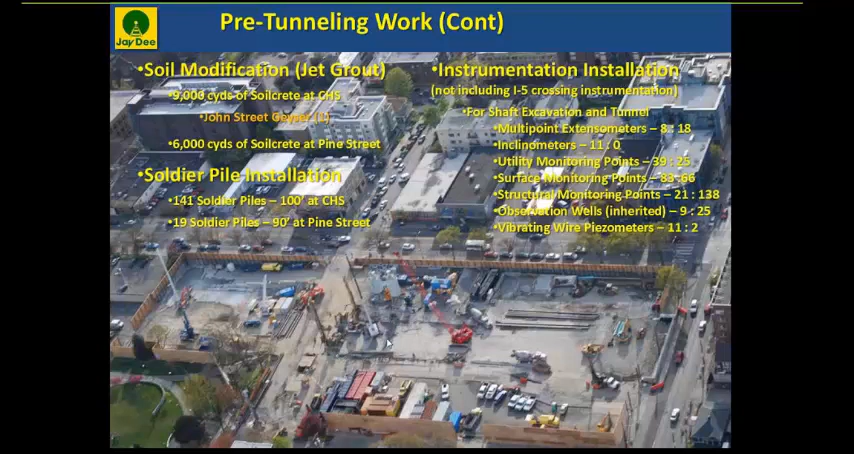 Jay Dee
Pre-Tunneling Work (Cont)
•Soil Modification (Jet Grout)
•9,000 cyds of Soilcrete at CHS
•John Street Geyser (1)
•6,000 cyds of Soilcrete at Pine Street
•Soldier Pile Installation
•141 Soldier Piles – 100' at CHS
•19 Soldier Piles – 90' at Pine Street
•Instrumentation Installation
(not including I-5 crossing instrumentation)
•For Shaft Excavation and Tunnel
•Multipoint Extensometers – 8 : 18
•Inclinometers – 11 : 0
•Utility Monitoring Points – 39 : 25
•Surface Monitoring Points – 83 :66
•Structural Monitoring Points – 21 : 138
•Observation Wells (inherited) – 9 : 25
•Vibrating Wire Piezometers – 11 : 2